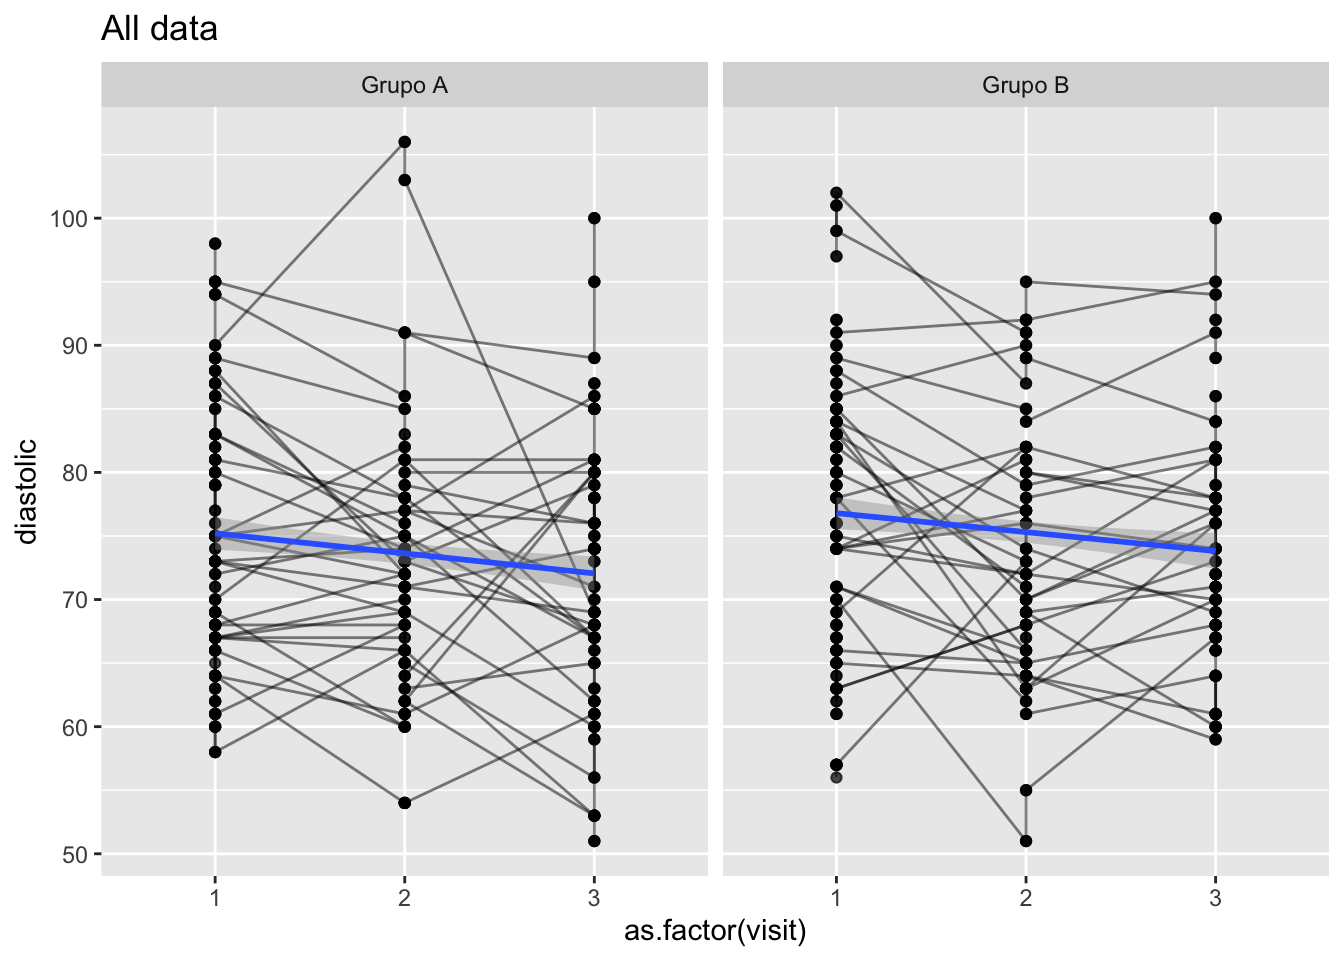 All data
Grupo A
Grupo B
diastolic
100
90
80
70
60
50
1 2 3
1 2 3
as.factor(visit)